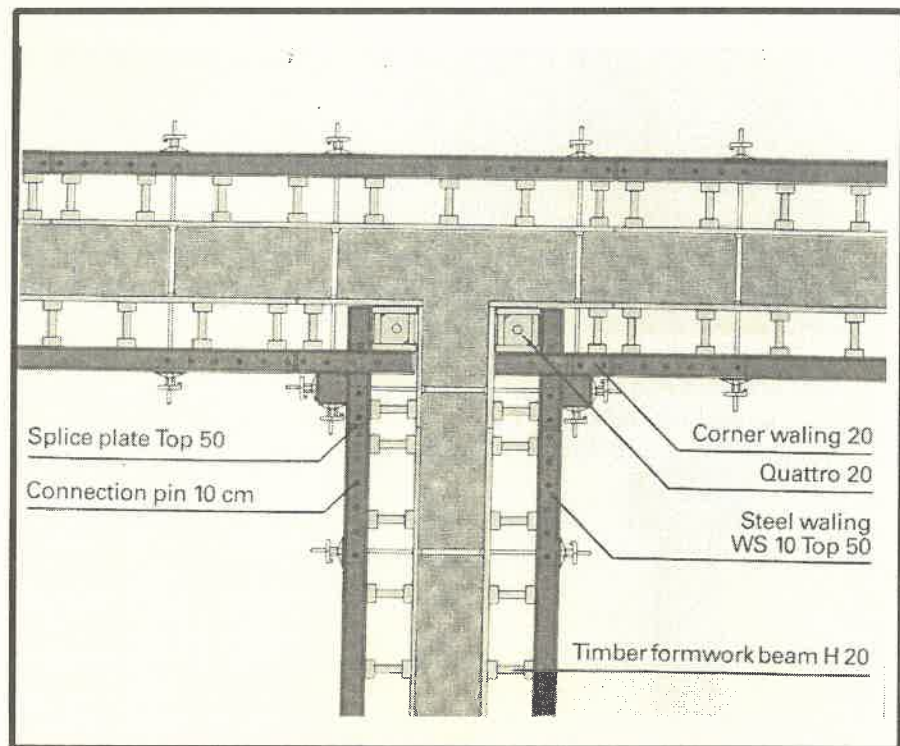 Splice plate Top 50
Connection pin 10 cm
Corner waling 20
Quattro 20
Steel waling
WS 10 Top 50
Timber formwork beam H 20